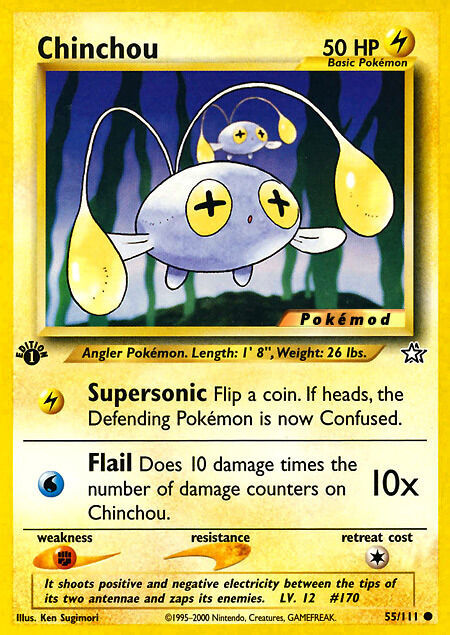 Chinchou
50 HP
Basic Pokémon
Pokémod
EDITION
1
Angler Pokémon. Length: 1' 8", Weight: 26 lbs.
Supersonic Flip a coin. If heads, the
Defending Pokémon is now Confused.
Flail Does 10 damage times the
number of damage counters on
Chinchou.
10x
weakness
resistance
retreat cost
It shoots positive and negative electricity between the tips of
its two antennae and zaps its enemies. LV. 12 #170
Illus. Ken Sugimori
©1995-2000 Nintendo, Creatures, GAMEFREAK.
55/111